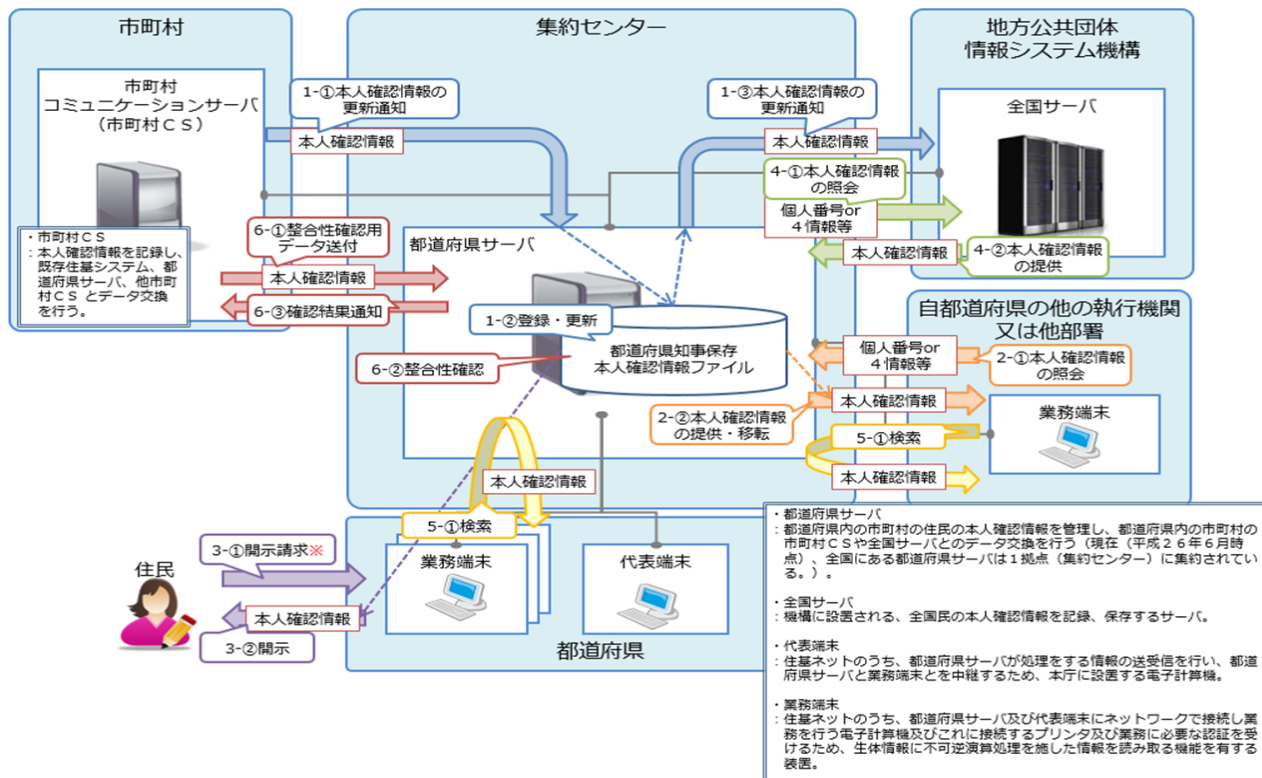 市町村
集約センター
地方公共団体
情報システム機構
市町村
コミュニケーションサーバ
（市町村ＣＳ）
1-①本人確認情報の
更新通知
本人確認情報
1-③本人確認情報の
更新通知
本人確認情報
全国サーバ
4-①本人確認情報
の照会
個人番号or
４情報等
本人確認情報
4-②本人確認情報
の提供
・市町村ＣＳ
：本人確認情報を記録し、
既存住基システム、都
道府県サーバ、他市町
村ＣＳ とデータ交換
を行う。
6-①整合性確認用
データ送付
本人確認情報
6-③確認結果通知
都道府県サーバ
1-②登録・更新
都道府県知事保存
本人確認情報ファイル
6-②整合性確認
自都道府県の他の執行機関
又は他部署
個人番号or
４情報等
2-①本人確認情報
の照会
本人確認情報
2-②本人確認情報
の提供・移転
業務端末
5-①検索
本人確認情報
本人確認情報
5-①検索
業務端末
代表端末
都道府県
3-①開示請求※
住民
本人確認情報
3-②開示
・都道府県サーバ
：都道府県内の市町村の住民の本人確認情報を管理し、都道府県内の市町村の
市町村ＣＳや全国サーバとのデータ交換を行う（現在（平成２６年６月時
点）、全国にある都道府県サーバは１拠点（集約センター）に集約されてい
る。）。
・全国サーバ
：機構に設置される、全国民の本人確認情報を記録、保存するサーバ。
・代表端末
：住基ネットのうち、都道府県サーバが処理をする情報の送受信を行い、都道
府県サーバと業務端末とを中継するため、本庁に設置する電子計算機。
・業務端末
：住基ネットのうち、都道府県サーバ及び代表端末にネットワークで接続し業
務を行う電子計算機及びこれに接続するプリンタ及び業務に必要な認証を受
けるため、生体情報に不可逆演算処理を施した情報を読み取る機能を有する
装置。